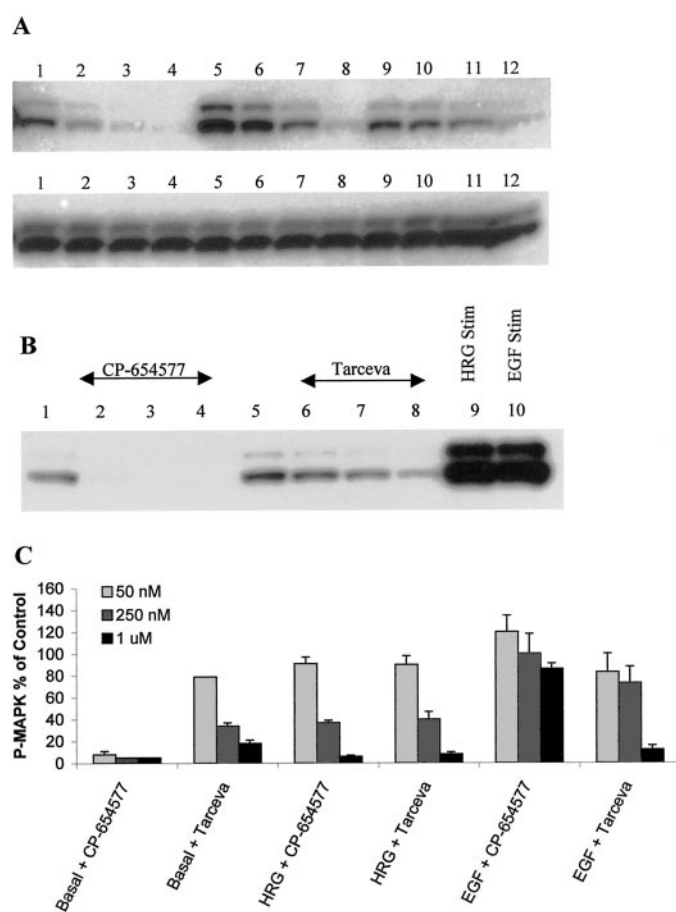 A
1 2 3 4 5 6 7 8 9 10 11 12
1 2 3 4 5 6 7 8 9 10 11 12
B
CP-654577
Tarceva
HRG Stim
EGF Stim
1 2 3 4 5 6 7 8 9 10
C
P-MAPK % of Control
160
140
120
100
80
60
40
20
0
50 nM
250 nM
1 uM
Basal + CP-654577
Basal + Tarceva
HRG + CP-654577
HRG + Tarceva
EGF + CP-654577
EGF + Tarceva